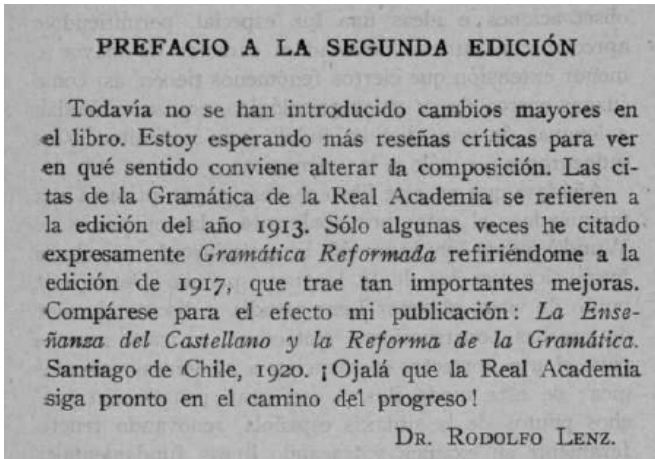 PREFACIO A LA SEGUNDA EDICIÓN
Todavía no se han introducido cambios mayores en
el libro. Estoy esperando más reseñas críticas para ver
en qué sentido conviene alterar la composición. Las ci-
tas de la Gramática de la Real Academia se refieren a
la edición del año 1913. Sólo algunas veces he citado
expresamente Gramática Reformada refiriéndome a la
edición de 1917, que trae tan importantes mejoras.
Compárese para el efecto mi publicación: La Ense-
ñanza del Castellano y la Reforma de la Gramática.
Santiago de Chile, 1920. ¡Ojalá que la Real Academia
siga pronto en el camino del progreso!
DR. RODOLFO LENZ.